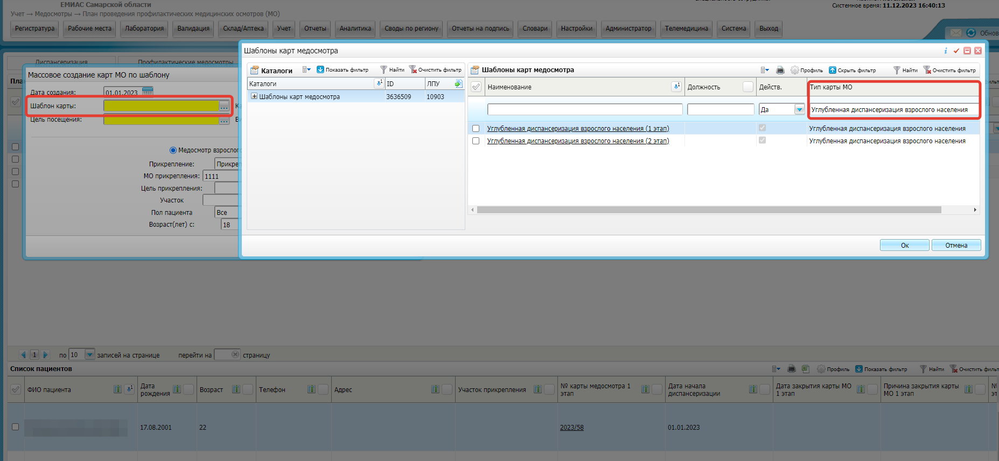 ЕМИАС Самарской области
Системное время: 11.12.2023 16:40:13
Учет → Медосмотры → План проведения профилактических медицинских осмотров (МО)
Регистратура Рабочие места Лаборатория Валидация Склад/Аптека Учет Отчеты Аналитика Своды по региону Отчеты на подпись Словари Настройки Администратор Телемедицина Система Выход
Обнов
Диспансеризация Профилактические медосмотры
Массовое создание карт МО по шаблону
Дата создания: 01.01.2023
Шаблон карты: ...
Цель посещения: ...
Медосмотр взрослого
Прикрепление: Прикреп
МО прикрепления: 1111
Цель прикрепления:
Участок
Пол пациента Все
Возраст(лет) с: 18
Шаблоны карт медосмотра
Каталоги Показать фильтр Найти Очистить фильтр
Каталоги 1 ID ЛПУ
Шаблоны карт медосмотра 3636509 10903
Шаблоны карт медосмотра Профиль Скрыть фильтр Найти Очистить фильтр
Наименование 1 Должность Действ. Тип карты МО
Да Углубленная диспансеризация взрослого населения
Углубленная диспансеризация взрослого населения (1 этап) Углубленная диспансеризация взрослого населения
Углубленная диспансеризация взрослого населения (2 этап) Углубленная диспансеризация взрослого населения
Ок Отмена
1 по 10 записей на странице перейти на страницу
Список пациентов Профиль Показать фильтр Найти Очистить фильт
ФИО пациента 1 Дата рождения Возраст Телефон Адрес Участок прикрепления № карты медосмотра 1 этап Дата начала диспансеризации Дата закрытия карты МО 1 этап Причина закрытия карты МО 1 этап № эт
17.08.2001 22 2023/58 01.01.2023